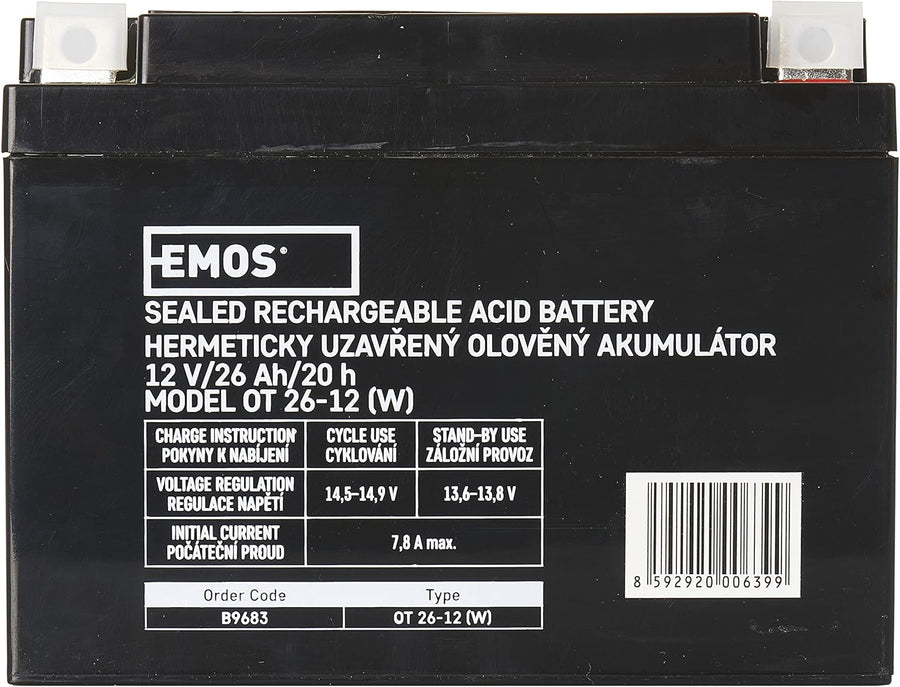 EMOS®
SEALED RECHARGEABLE ACID BATTERY
HERMETICKY UZAVŘENÝ OLOVĚNÝ AKUMULÁTOR
12 V/26 Ah/20 h
MODEL OT 26-12 (W)
CHARGE INSTRUCTION
POKYNY K NABÍJENÍ
CYCLE USE
CYKLOVÁNÍ
STAND-BY USE
ZÁLOŽNÍ PROVOZ
VOLTAGE REGULATION
REGULACE NAPĚTÍ
14,5–14,9 V
13,6–13,8 V
INITIAL CURRENT
POČÁTEČNÍ PROUD
7,8 A max.
Order Code
Type
B9683
OT 26-12 (W)
8 592920 006399